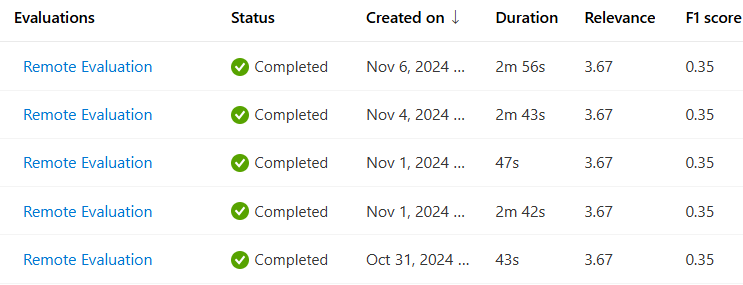 Evaluations Status Created on ↓ Duration Relevance F1 score
Remote Evaluation Completed Nov 6, 2024 ... 2m 56s 3.67 0.35
Remote Evaluation Completed Nov 4, 2024 ... 2m 43s 3.67 0.35
Remote Evaluation Completed Nov 1, 2024 ... 47s 3.67 0.35
Remote Evaluation Completed Nov 1, 2024 ... 2m 42s 3.67 0.35
Remote Evaluation Completed Oct 31, 2024 ... 43s 3.67 0.35